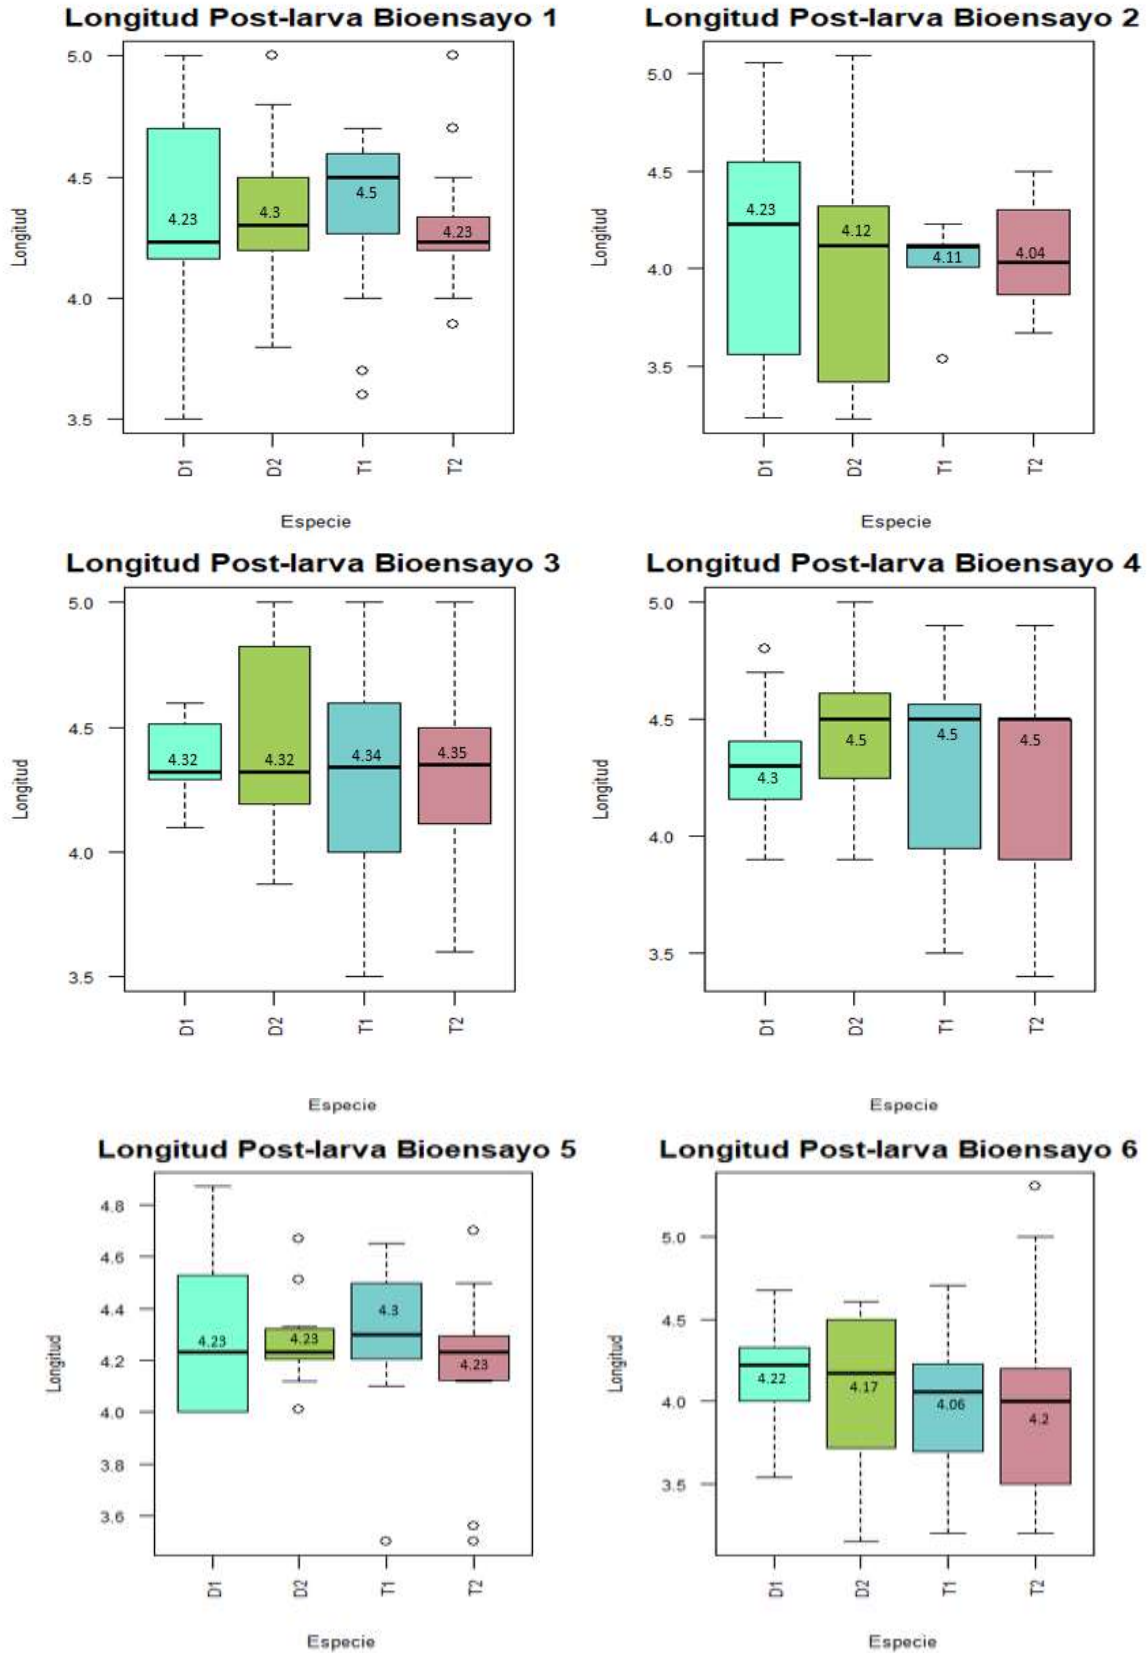 Longitud Post-larva Bioensayo 1
Longitud
5.0
4.5
4.0
3.5
4.23
4.3
4.5
4.23
D1
D2
T1
T2
Especie
Longitud Post-larva Bioensayo 2
Longitud
5.0
4.5
4.0
3.5
4.23
4.12
4.11
4.04
D1
D2
T1
T2
Especie
Longitud Post-larva Bioensayo 3
Longitud
5.0
4.5
4.0
3.5
4.32
4.32
4.34
4.35
D1
D2
T1
T2
Especie
Longitud Post-larva Bioensayo 4
Longitud
5.0
4.5
4.0
3.5
4.3
4.5
4.5
4.5
D1
D2
T1
T2
Especie
Longitud Post-larva Bioensayo 5
Longitud
4.8
4.6
4.4
4.2
4.0
3.8
3.6
4.23
4.23
4.3
4.23
D1
D2
T1
T2
Especie
Longitud Post-larva Bioensayo 6
Longitud
5.0
4.5
4.0
3.5
4.22
4.17
4.06
4.2
D1
D2
T1
T2
Especie